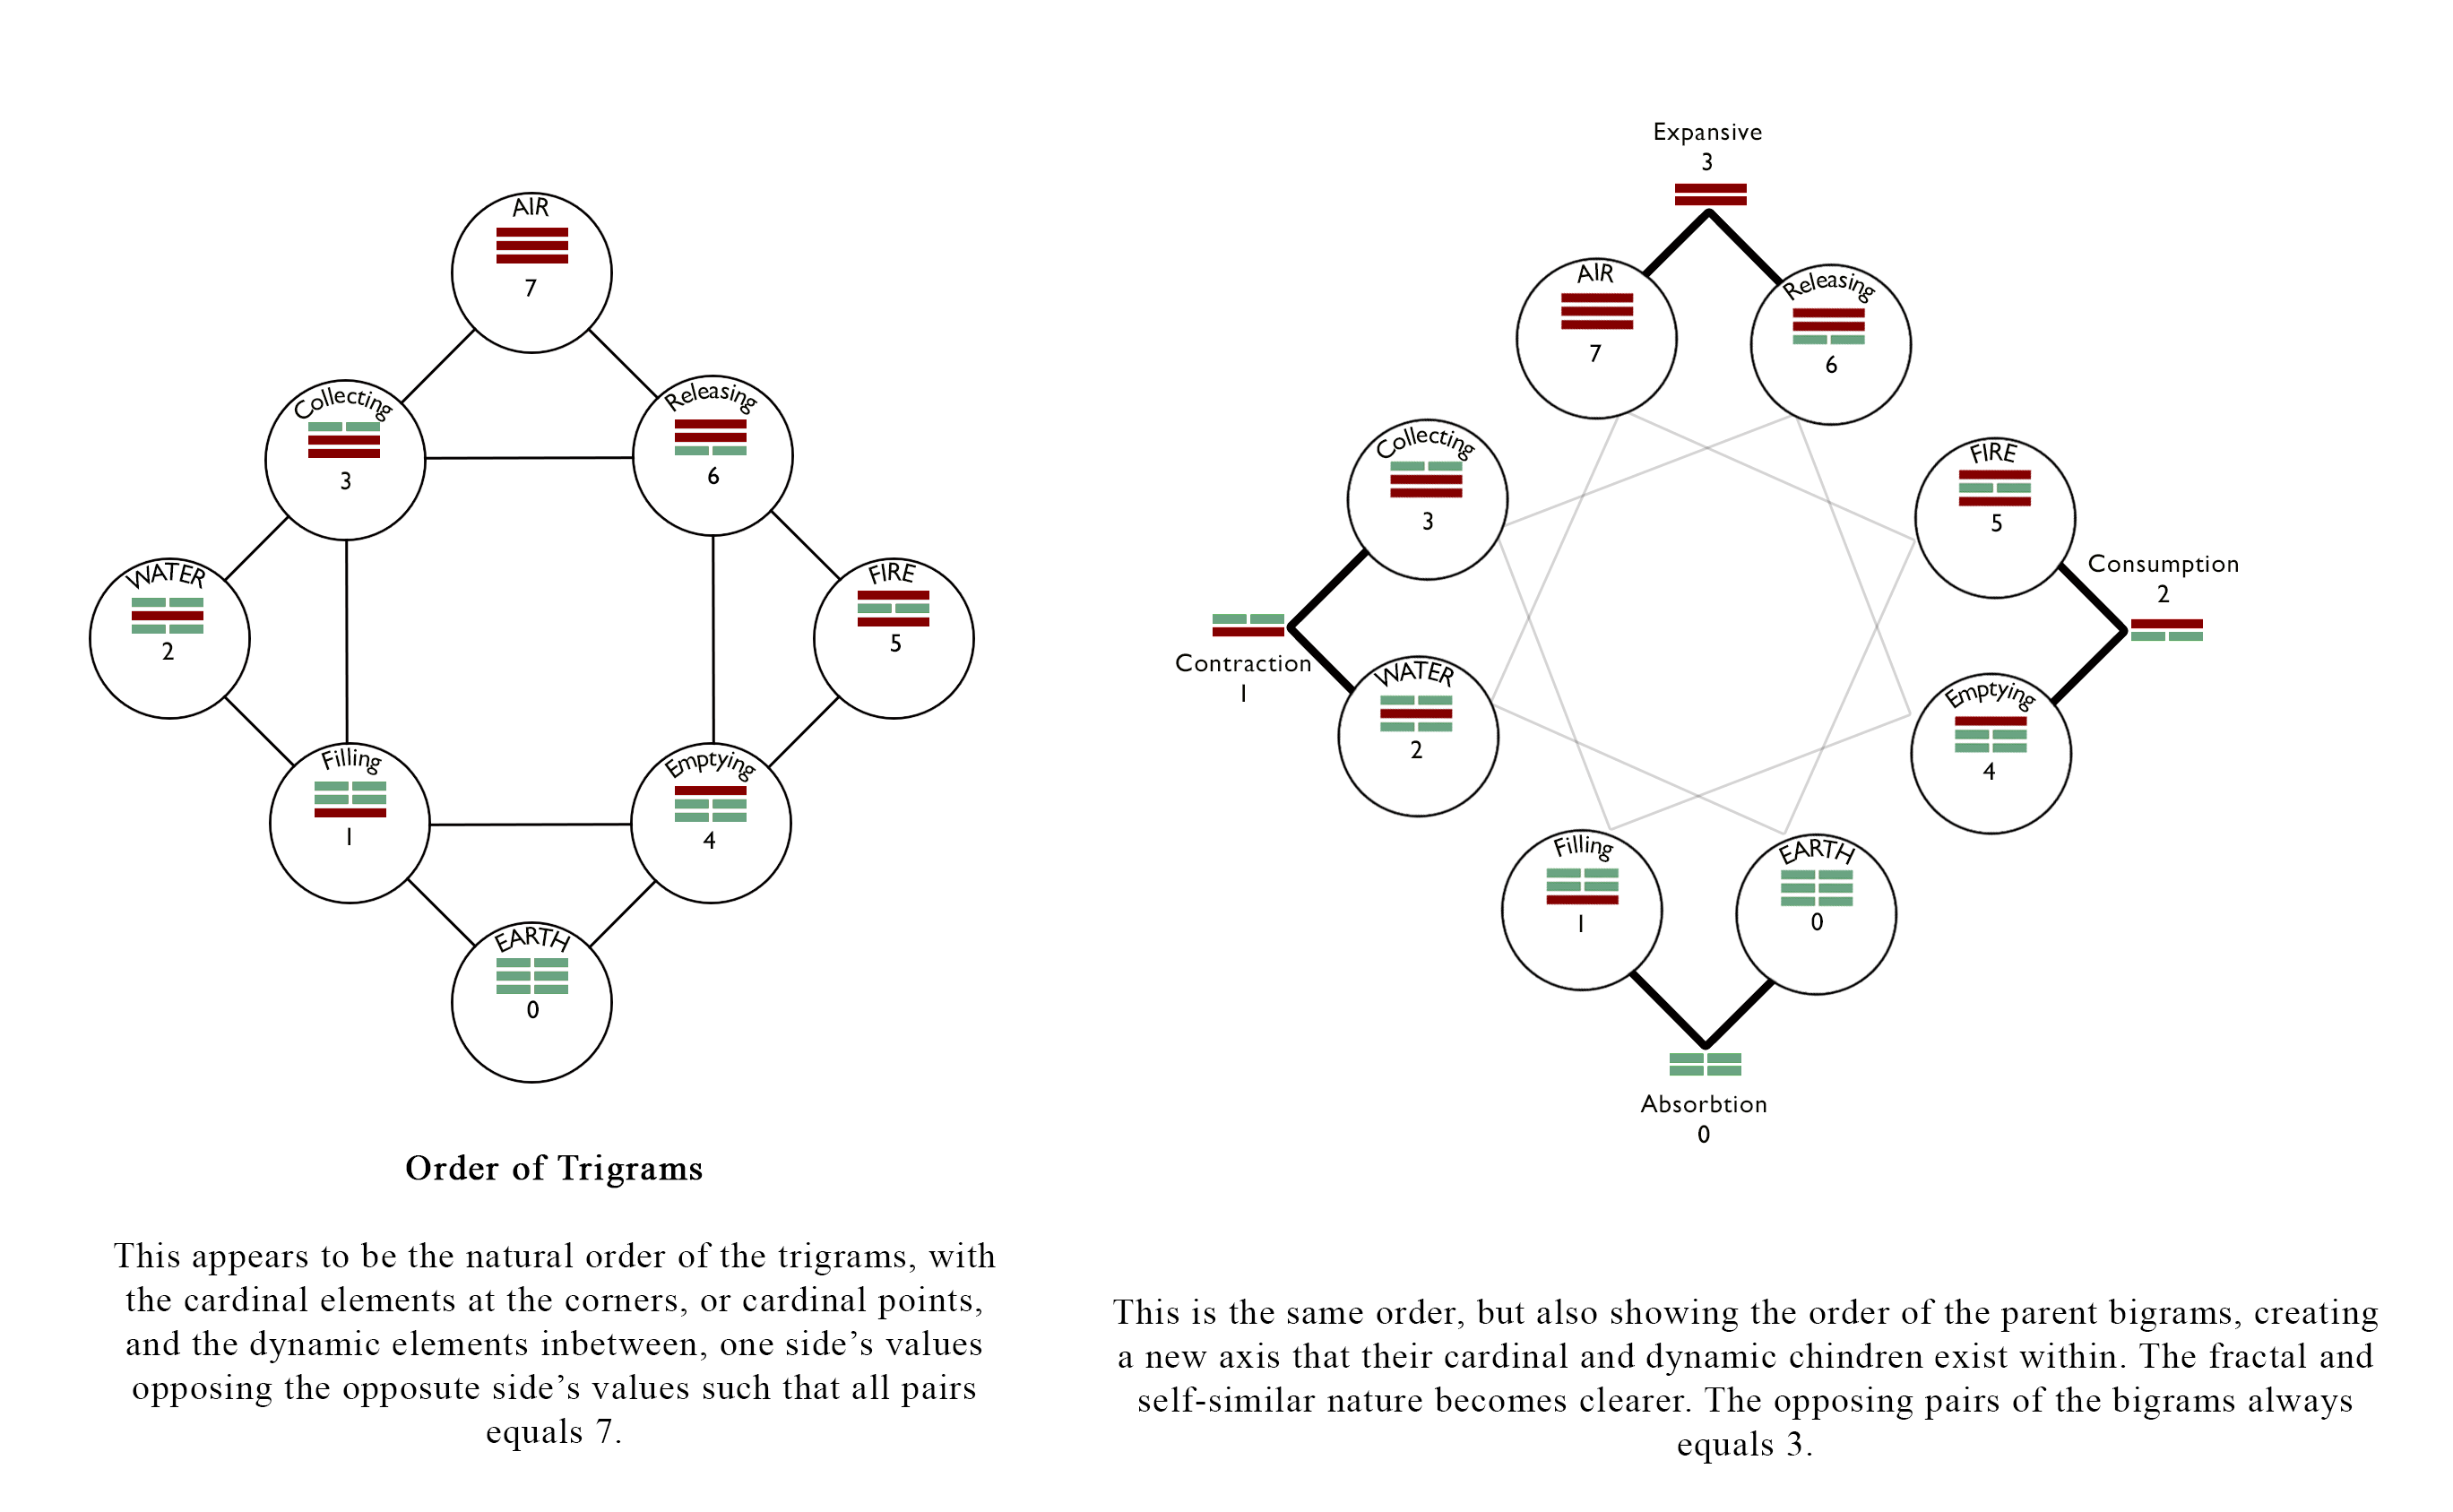 AIR
7
Collecting
3
Releasing
6
WATER
2
FIRE
5
Filling
1
Emptying
4
EARTH
0
Order of Trigrams
This appears to be the natural order of the trigrams, with
the cardinal elements at the corners, or cardinal points,
and the dynamic elements inbetween, one side’s values
opposing the opposute side’s values such that all pairs
equals 7.
Expansive
3
AIR
7
Releasing
6
Collecting
3
FIRE
5
Consumption
2
Contraction
1
WATER
2
Emptying
4
Filling
1
EARTH
0
Absorbtion
0
This is the same order, but also showing the order of the parent bigrams, creating
a new axis that their cardinal and dynamic chindren exist within. The fractal and
self-similar nature becomes clearer. The opposing pairs of the bigrams always
equals 3.